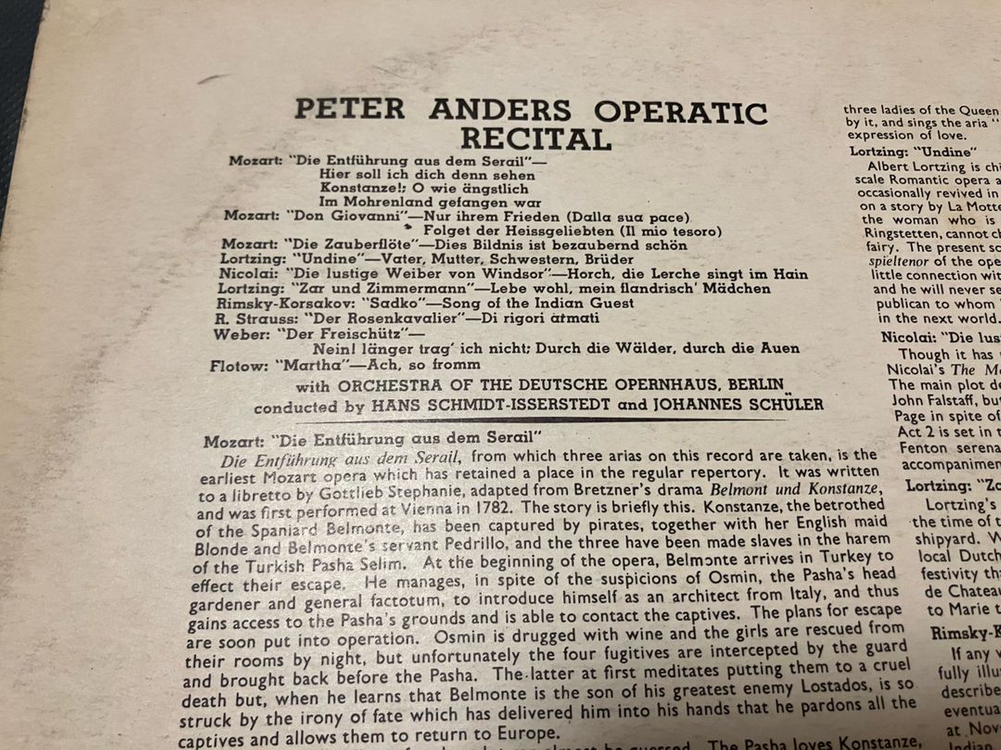 PETER ANDERS OPERATIC
RECITAL
Mozart: "Die Entführung aus dem Serail"—
Hier soll ich dich denn sehen
Konstanze!; O wie ängstlich
Im Mohrenland gefangen war
Mozart: "Don Giovanni"—Nur ihrem Frieden (Dalla sua pace)
Folget der Heissgeliebten (Il mio tesoro)
Mozart: "Die Zauberflöte"—Dies Bildnis ist bezaubernd schön
Lortzing: "Undine"—Vater, Mutter, Schwestern, Brüder
Nicolai: "Die lustige Weiber von Windsor"—Horch, die Lerche singt im Hain
Lortzing: "Zar und Zimmermann"—Lebe wohl, mein flandrisch' Mädchen
Rimsky-Korsakov: "Sadko"—Song of the Indian Guest
R. Strauss: "Der Rosenkavalier"—Di rigori armati
Weber: "Der Freischütz"—
Nein! länger trag' ich nicht; Durch die Wälder, durch die Auen
Flotow: "Martha"—Ach, so fromm
with ORCHESTRA OF THE DEUTSCHE OPERNHAUS, BERLIN
conducted by HANS SCHMIDT-ISSERSTEDT and JOHANNES SCHÜLER
Mozart: "Die Entführung aus dem Serail"
Die Entführung aus dem Serail, from which three arias on this record are taken, is the
earliest Mozart opera which has retained a place in the regular repertory. It was written
to a libretto by Gottlieb Stephanie, adapted from Bretzner's drama Belmont und Konstanze,
and was first performed at Vienna in 1782. The story is briefly this. Konstanze, the betrothed
of the Spaniard Belmonte, has been captured by pirates, together with her English maid
Blonde and Belmonte's servant Pedrillo, and the three have been made slaves in the harem
of the Turkish Pasha Selim. At the beginning of the opera, Belmonte arrives in Turkey to
effect their escape. He manages, in spite of the suspicions of Osmin, the Pasha's head
gardener and general factotum, to introduce himself as an architect from Italy, and thus
gains access to the Pasha's grounds and is able to contact the captives. The plans for escape
are soon put into operation. Osmin is drugged with wine and the girls are rescued from
their rooms by night, but unfortunately the four fugitives are intercepted by the guard
and brought back before the Pasha. The latter at first meditates putting them to a cruel
death but, when he learns that Belmonte is the son of his greatest enemy Lostados, is so
struck by the irony of fate which has delivered him into his hands that he pardons all the
captives and allows them to return to Europe.
The Pasha loves Konstanze,
three ladies of the Queen
by it, and sings the aria "
expression of love.
Lortzing: "Undine"
Albert Lortzing is
scale Romantic opera
occasionally revived in
on a story by La Motte
the woman who is
Ringstetten, cannot
fairy. The present
spieltenor of the
little connection
and he will never
publican to whom
in the next world.
Nicolai: "Die
Though it has
Nicolai's The
The main plot
John Falstaff,
Page in spite of
Act 2 is set in
Fenton
Lortzing:
Lortzing's
the time of
shipyard.
local Dutch
festivity
de
to Marie
If any
fully
at